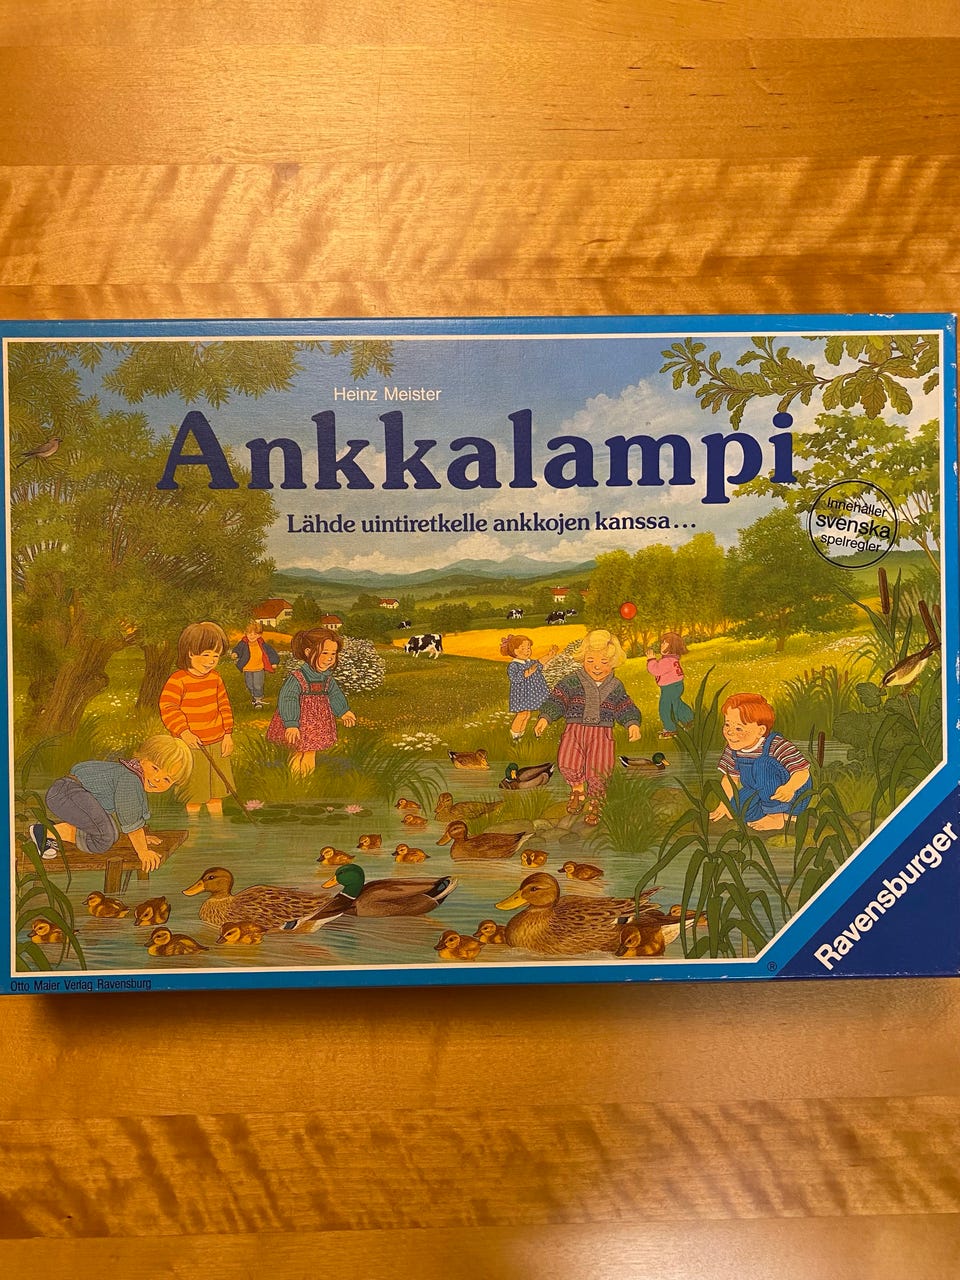 Heinz Meister
Ankkalampi
Lähde uintiretkelle ankkojen kanssa...
Innehåller
svenska
spelregler
Ravensburger
®
Otto Maier Verlag Ravensburg